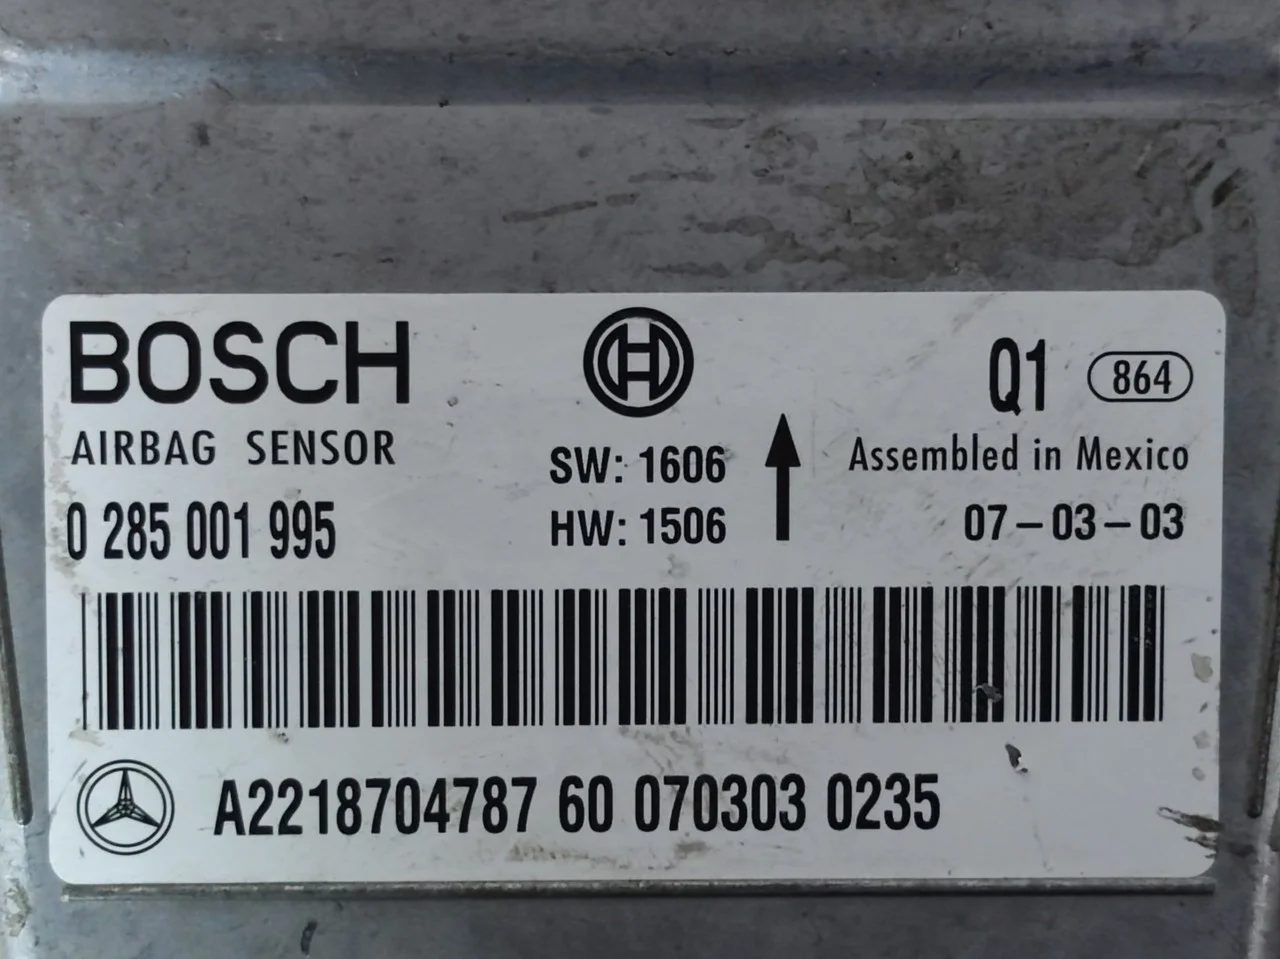 BOSCH
Q1 864
AIRBAG SENSOR
SW: 1606
Assembled in Mexico
0 285 001 995
HW: 1506
07-03-03
A2218704787 60 070303 0235